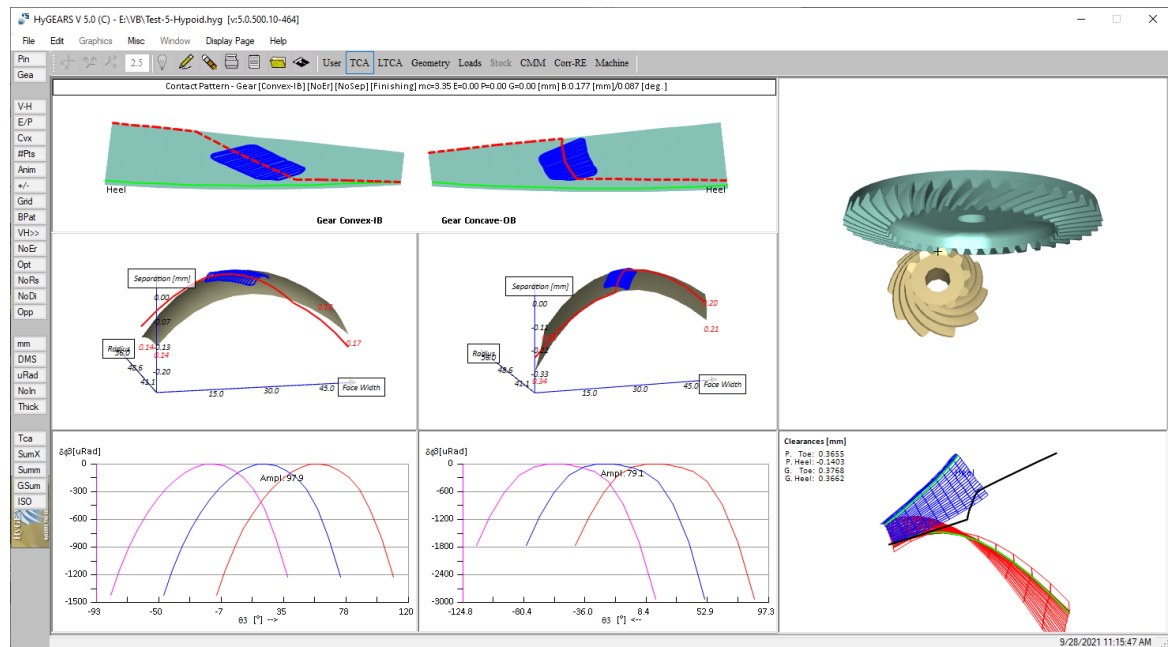 HyGEARS V 5.0 (C) - E:\VB\Test-5-Hypoid.hyg [v:5.0.500.10-464]
File Edit Graphics Misc Window Display Page Help
2.5 User TCA LTCA Geometry Loads Stock CMM Corr-RE Machine
Pin
Gea
V-H
E/P
Cvx
#Pts
Anim
+/-
Grid
BPat
VH>>
NoEr
Opt
NoRs
NoDi
Opp
mm
DMS
uRad
NoIn
Thick
Tca
SumX
Summ
GSum
ISO
Contact Pattern - Gear [Convex-IB] [NoEr] [NoSep] [Finishing] mc=3.35 E=0.00 P=0.00 G=0.00 [mm] B:0.177 [mm]/0.087 [deg.]
Heel Heel
Gear Convex-IB Gear Concave-OB
Separation [mm]
0.00
-0.07
-0.13
-0.20
0.14
0.14
0.17
Radius
48.6
41.1
15.0 30.0 45.0 Face Width
Separation [mm]
0.00
-0.11
-0.33
0.34
0.20
0.21
Radius
48.6
41.1
15.0 30.0 45.0 Face Width
[uRad]
Ampl: 97.9
0
-300
-600
-900
-1200
-1500
-93 -50 -7 35 78 120
θ3 [°] -->
[uRad]
Ampl: 79.1
0
-600
-1200
-1800
-2400
-3000
-124.8 -80.4 -36.0 8.4 52.9 97.3
θ3 [°] <--
Clearances [mm]
P. Toe: 0.3655
P. Heel: -0.1403
G. Toe: 0.3768
G. Heel: 0.3662
Heel
9/28/2021 11:15:47 AM